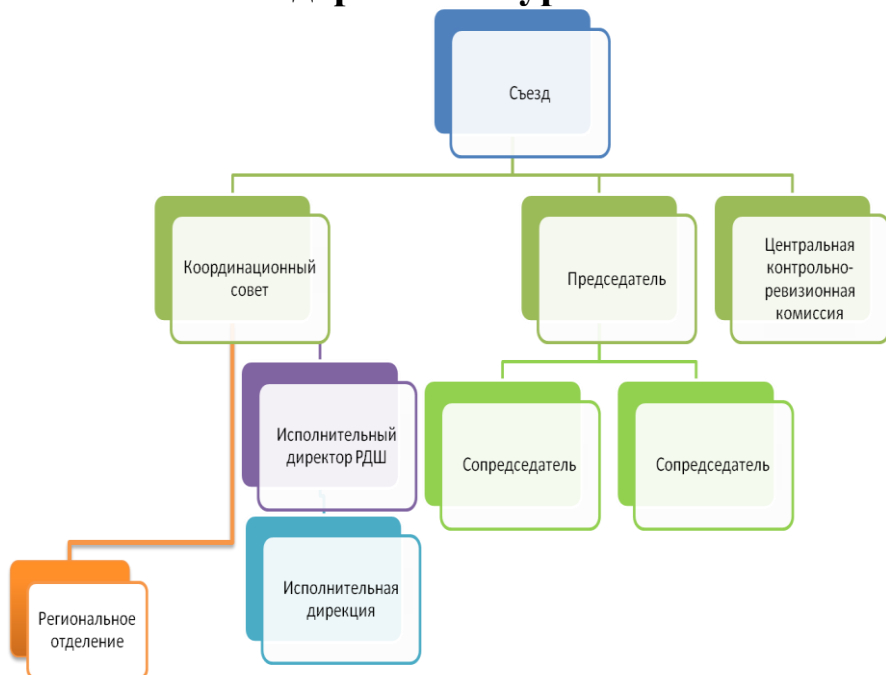 Съезд
Координационный
совет
Председатель
Центральная
контрольно-
ревизионная
комиссия
Исполнительный
директор РДШ
Сопредседатель
Сопредседатель
Исполнительная
дирекция
Региональное
отделение